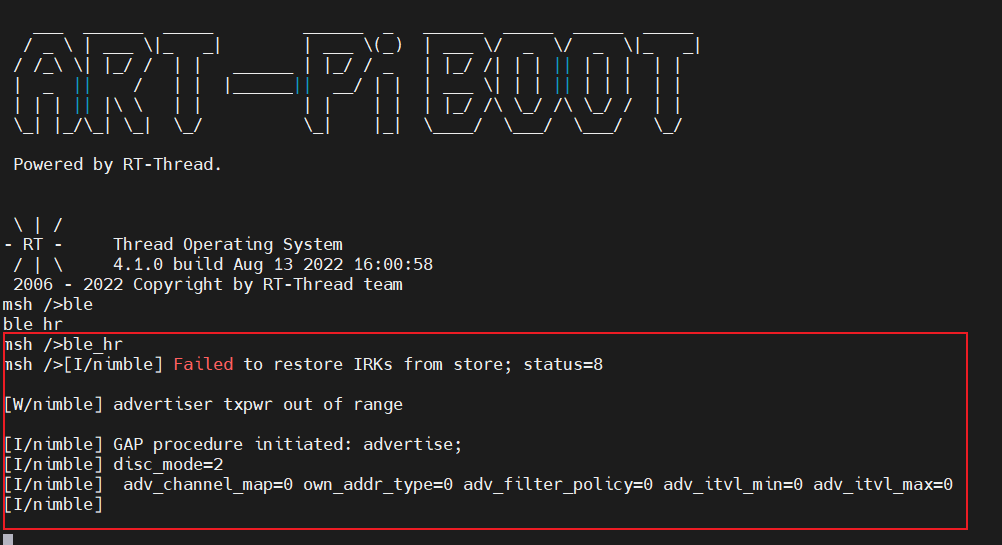 ART-Pi BOOT
Powered by RT-Thread.
\ | /
- RT -     Thread Operating System
/ | \     4.1.0 build Aug 13 2022 16:00:58
2006 - 2022 Copyright by RT-Thread team
msh />ble
ble_hr
msh />ble_hr
msh />[I/nimble] Failed to restore IRKs from store; status=8
[W/nimble] advertiser txpwr out of range
[I/nimble] GAP procedure initiated: advertise;
[I/nimble] disc_mode=2
[I/nimble]  adv_channel_map=0 own_addr_type=0 adv_filter_policy=0 adv_itvl_min=0 adv_itvl_max=0
[I/nimble]